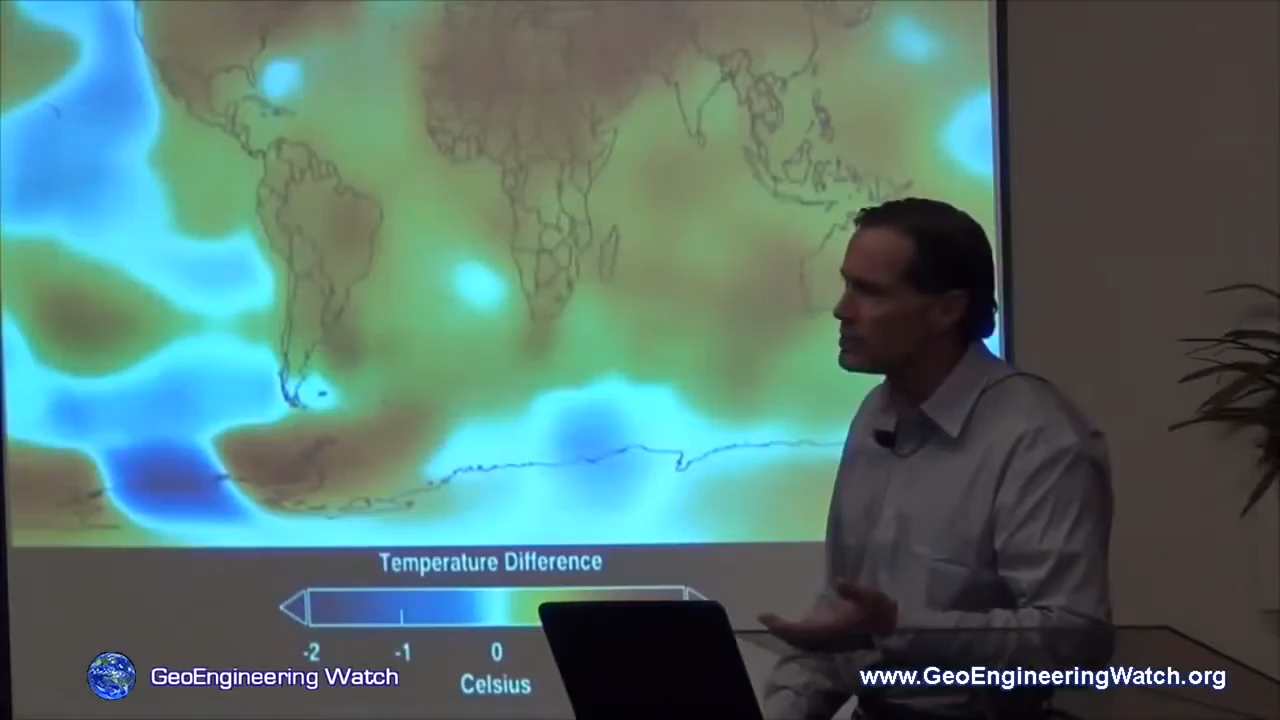 Temperature Difference
-2 -1 0
Celsius
GeoEngineering Watch
www.GeoEngineeringWatch.org